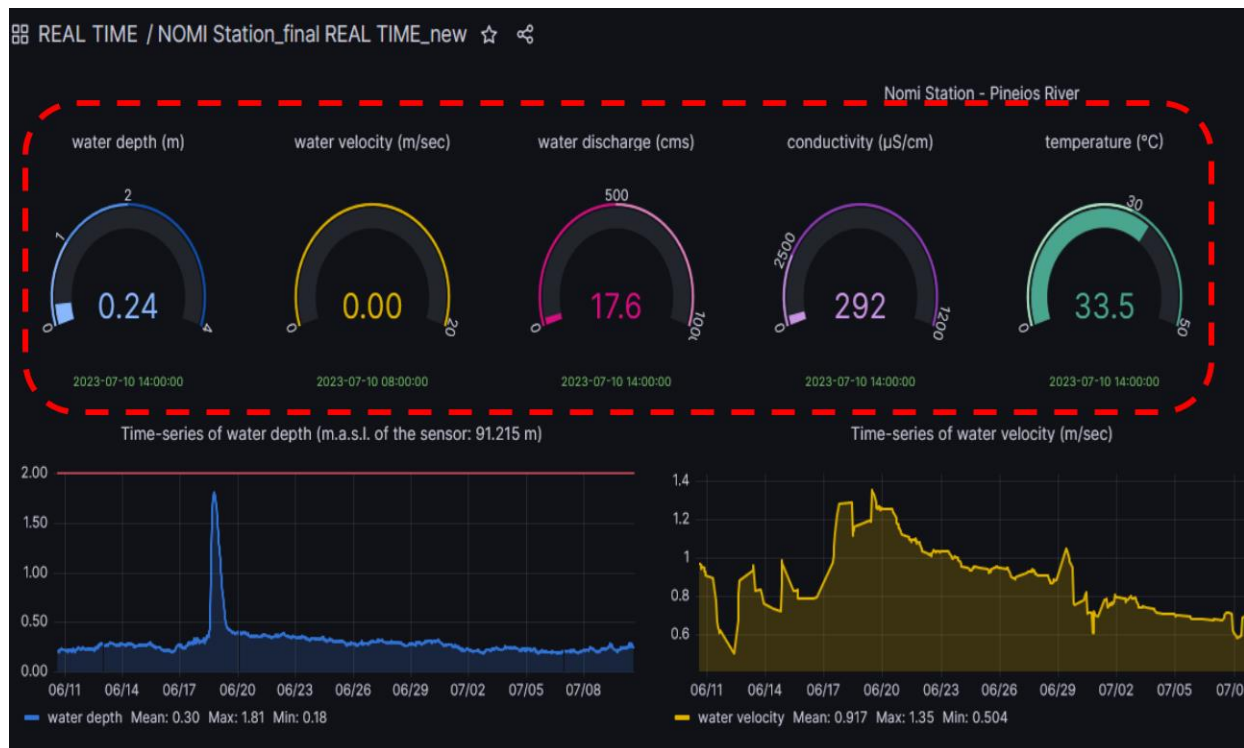 REAL TIME / NOMI Station_final REAL TIME_new
Nomi Station - Pineios River
water depth (m)
water velocity (m/sec)
water discharge (cms)
conductivity (µS/cm)
temperature (°C)
0 1 2 4
0.24
0 20
0.00
0 500
17.6
0 2500 1200
292
0 30 50
33.5
2023-07-10 14:00:00
2023-07-10 08:00:00
2023-07-10 14:00:00
2023-07-10 14:00:00
2023-07-10 14:00:00
Time-series of water depth (m.a.s.l. of the sensor: 91.215 m)
2.00
1.50
1.00
0.50
0.00
06/11 06/14 06/17 06/20 06/23 06/26 06/29 07/02 07/05 07/08
water depth Mean: 0.30 Max: 1.81 Min: 0.18
Time-series of water velocity (m/sec)
1.4
1.2
1
0.8
0.6
06/11 06/14 06/17 06/20 06/23 06/26 06/29 07/02 07/05
water velocity Mean: 0.917 Max: 1.35 Min: 0.504